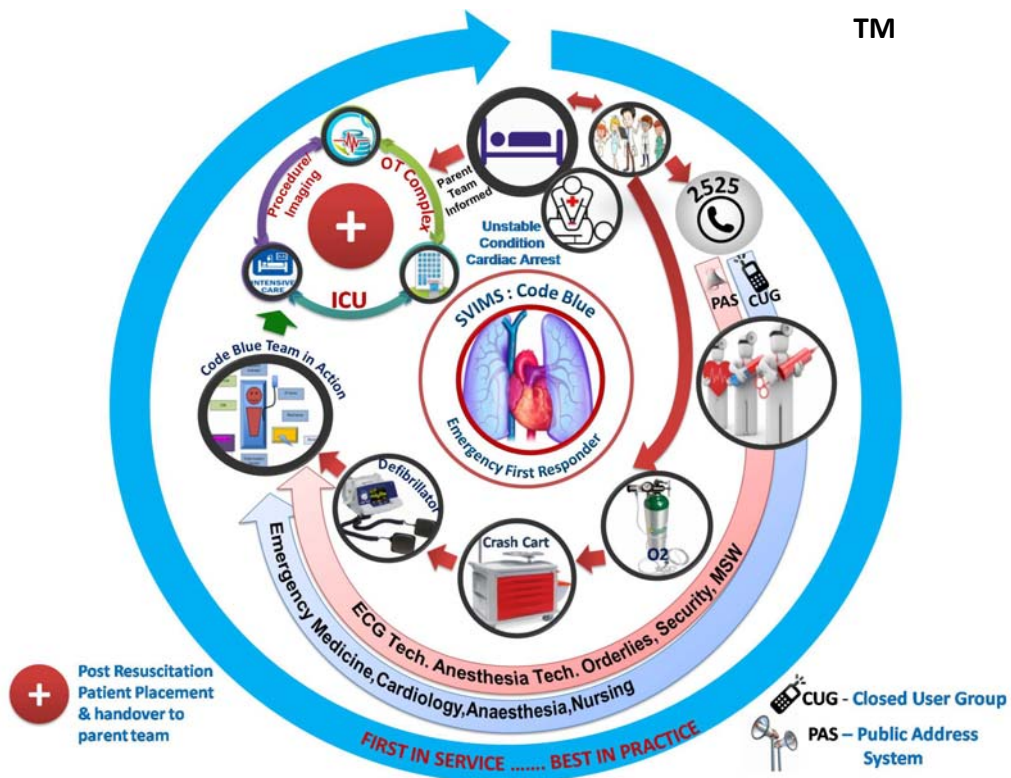 TM
Procedure/
Imaging
OT Complex
ICU
INTENSIVE
CARE
Parent
Team
Informed
Unstable
Condition
Cardiac Arrest
2525
PAS
CUG
SVIMS : Code Blue
Emergency First Responder
Code Blue Team in Action
Defibrillator
Crash Cart
O2
ECG Tech. Anesthesia Tech. Orderlies, Security, MSW
Emergency Medicine,Cardiology,Anaesthesia,Nursing
FIRST IN SERVICE ....... BEST IN PRACTICE
Post Resuscitation
Patient Placement
& handover to
parent team
CUG - Closed User Group
PAS – Public Address
System